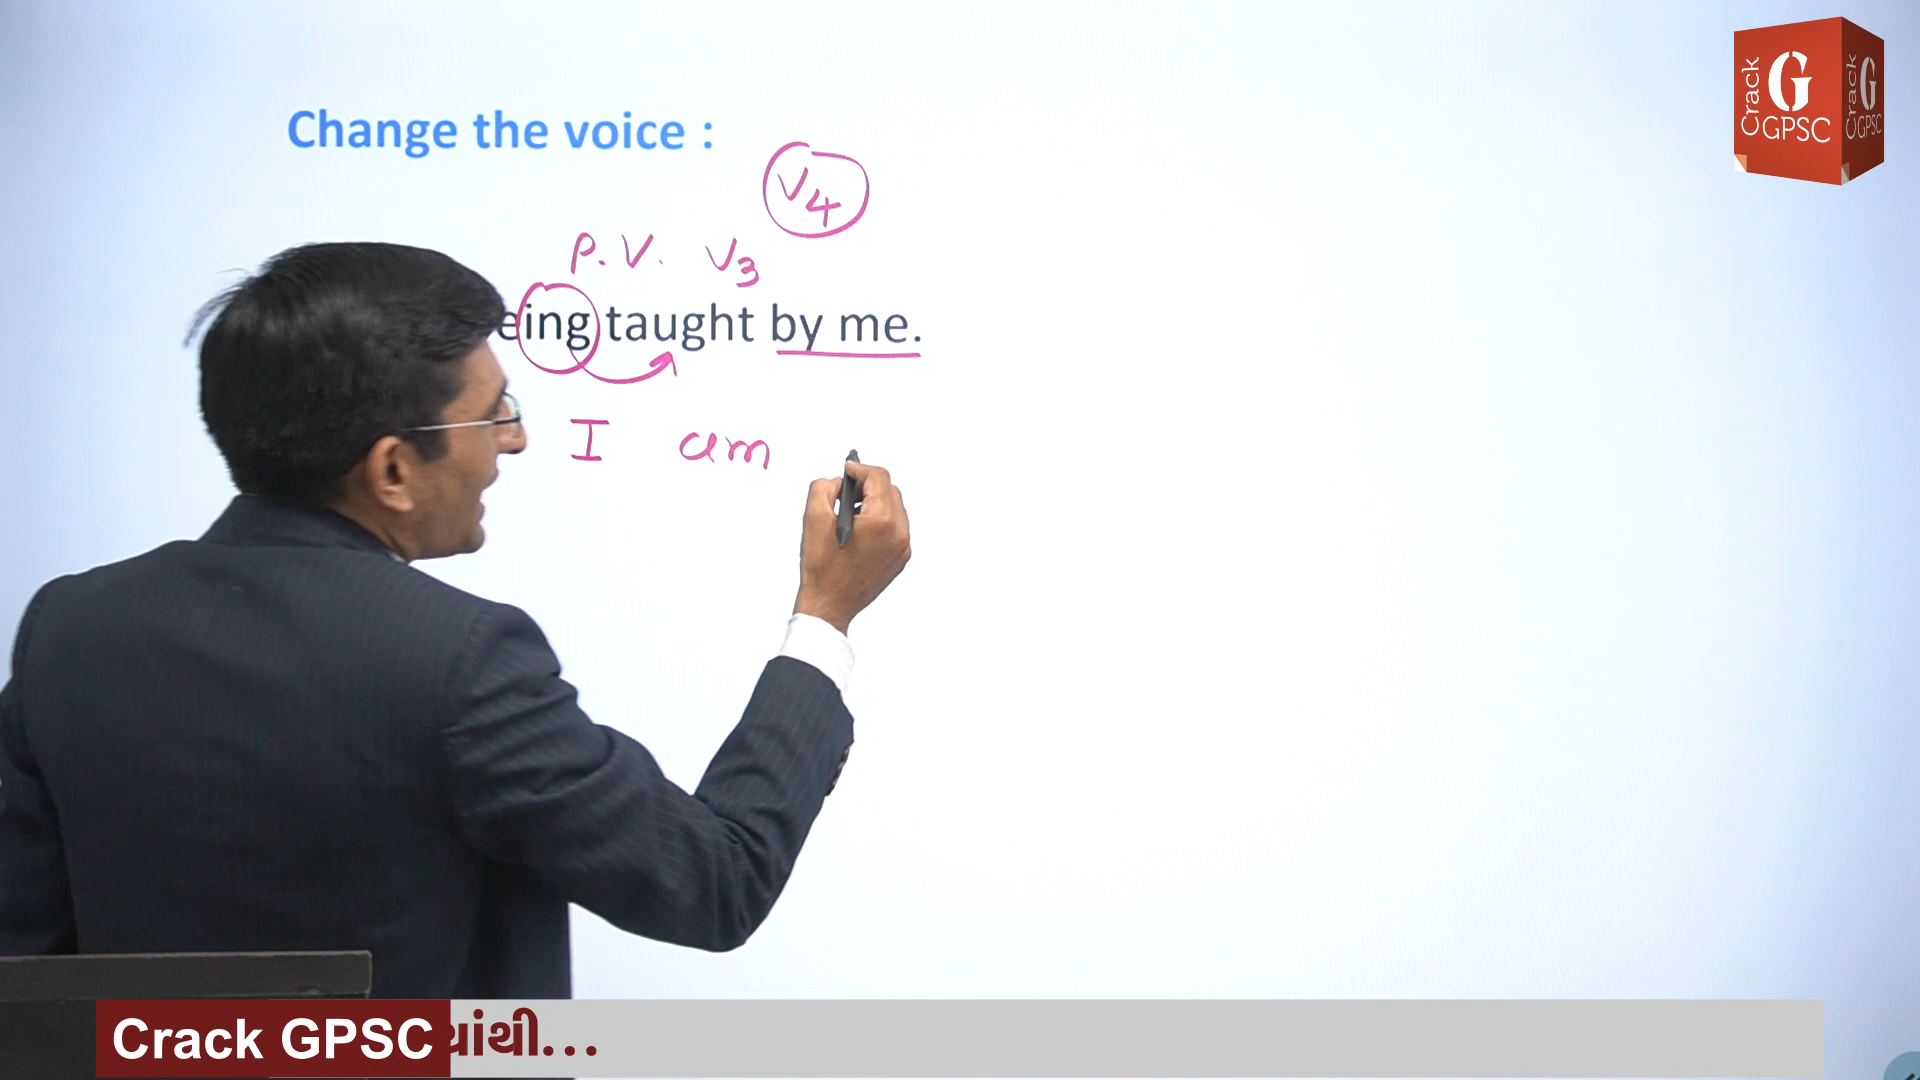 Change the voice :
V4
P. V. V3
eing taught by me.
I am
Crack
G
GPSC
Crack
G
GPSC
Crack GPSC